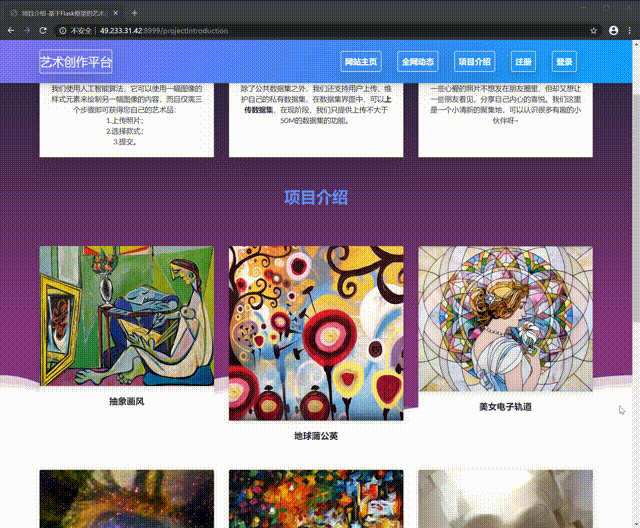 项目介绍-基于Flask框架的艺术创
不安全 | 49.233.31.42:8999/projectIntroduction
艺术创作平台
网站主页
全网动态
项目介绍
注册
登录
我们使用人工智能算法，它可以使用一幅图像的
样式元素来绘制另一幅图像的内容，而且仅需三
个步骤即可获得您自己的艺术品：
1.上传照片；
2.选择款式；
3.提交。
除了公共数据集之外，我们还支持用户上传、维
护自己的私有数据集，在数据集界面中，可以上
传数据集，在现阶段，我们只提供上传不大于
50M的数据集的功能。
一些心爱的照片不想发在朋友圈里，但却又想让
一些朋友看见，分享自己内心的喜悦。我们这里
是一个小清新的聚集地，可以认识很多有趣的小
伙伴呀~
项目介绍
抽象画风
地球蒲公英
美女电子轨道